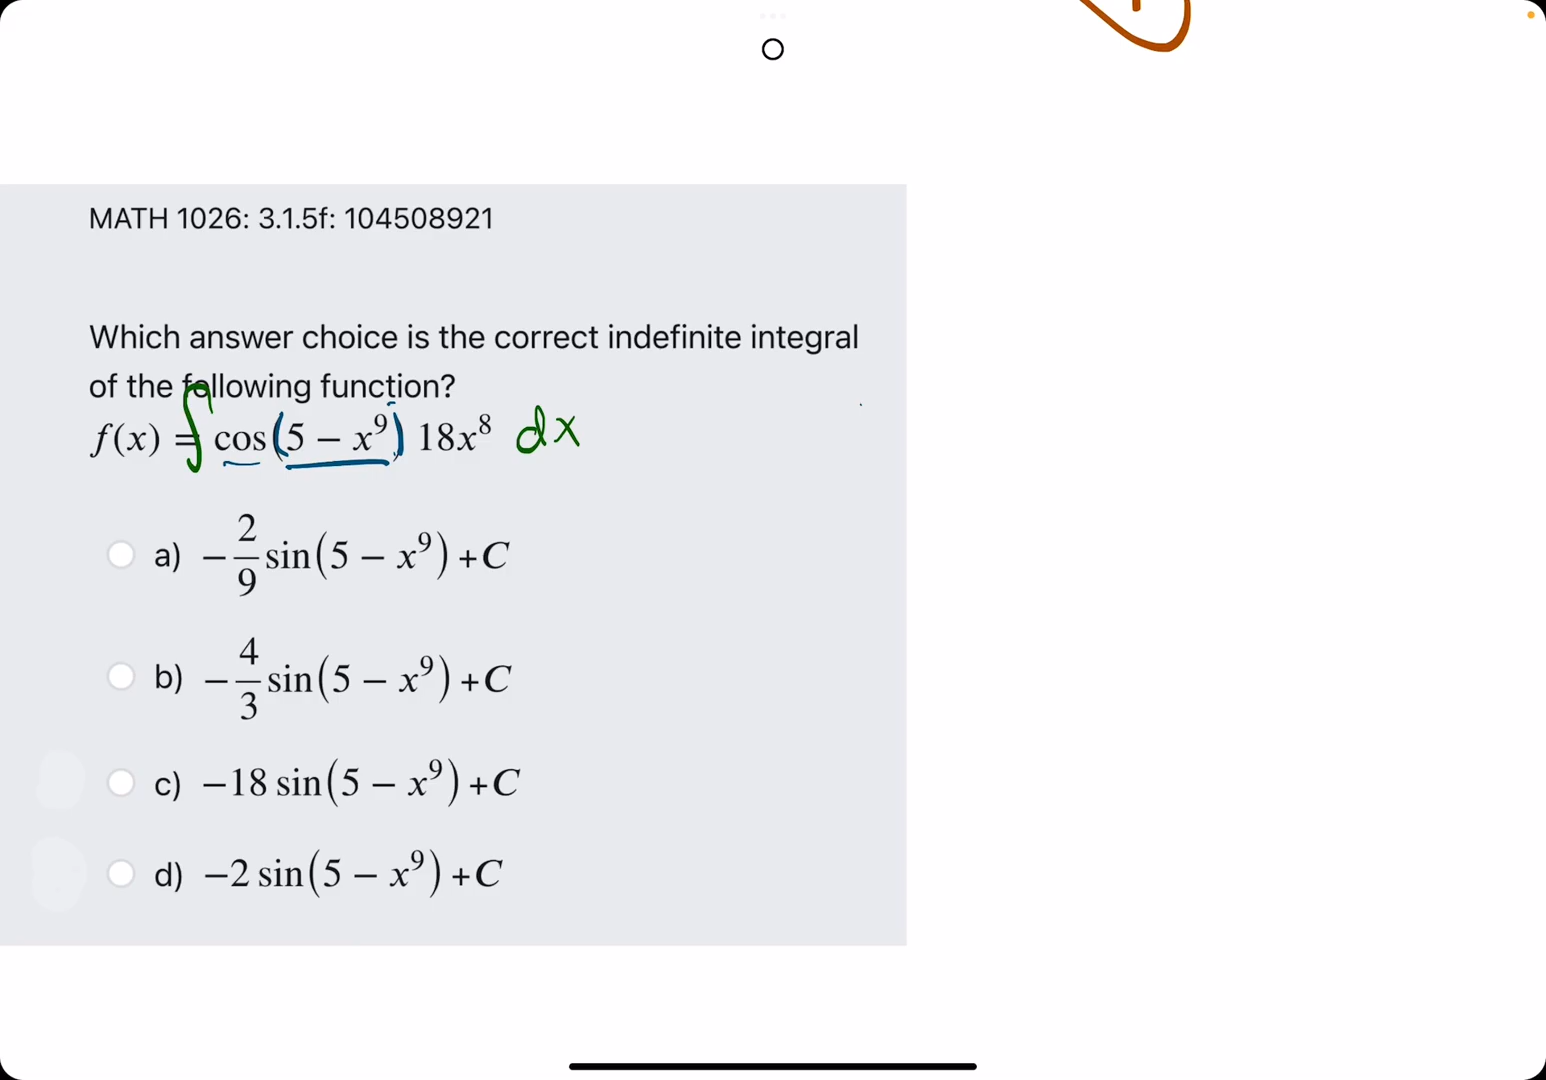 MATH 1026: 3.1.5f: 104508921
Which answer choice is the correct indefinite integral
of the following function?
f(x) = ∫ cos(5 − x⁹) 18x⁸ dx
a) −2/9 sin(5 − x⁹) +C
b) −4/3 sin(5 − x⁹) +C
c) −18 sin(5 − x⁹) +C
d) −2 sin(5 − x⁹) +C